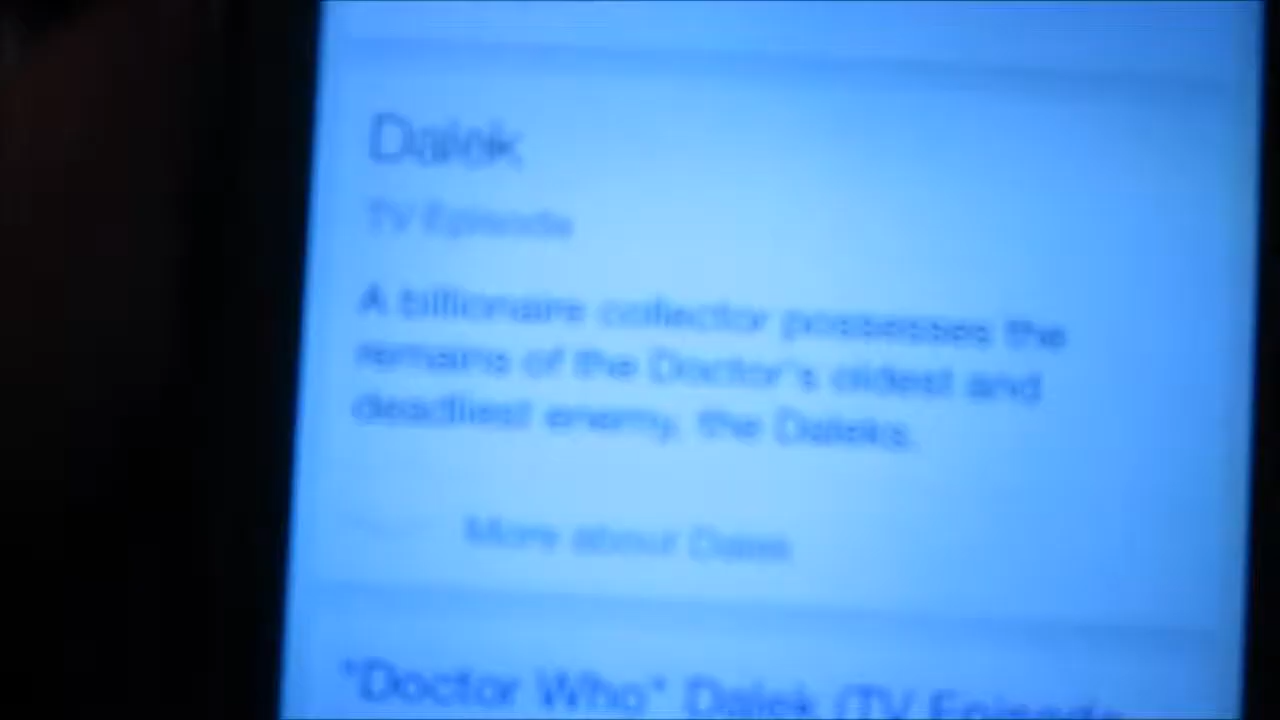 Dalek
TV Episode
A billionaire collector possesses the
remains of the Doctor's oldest and
deadliest enemy, the Daleks.
More about Dalek
"Doctor Who" Dalek (TV Episode